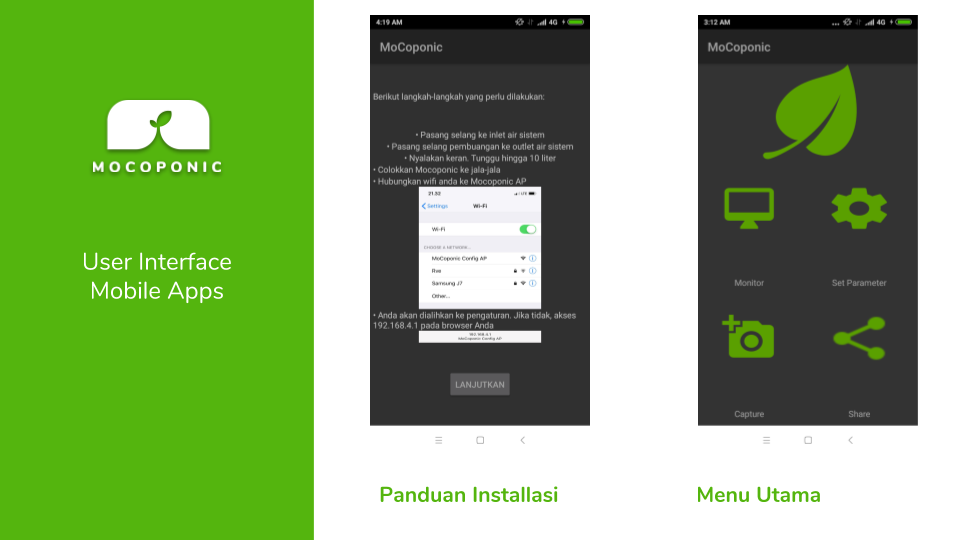 MOCOPONIC
User Interface
Mobile Apps
4:19 AM
4G
MoCoponic
Berikut langkah-langkah yang perlu dilakukan:
• Pasang selang ke inlet air sistem
• Pasang selang pembuangan ke outlet air sistem
• Nyalakan keran. Tunggu hingga 10 liter
• Colokkan Mocoponic ke jala-jala
• Hubungkan wifi anda ke Mocoponic AP
21.52
LTE
Settings
Wi-Fi
Wi-Fi
CHOOSE A NETWORK...
MoCoponic Config AP
Samsung J7
Other...
• Anda akan dialihkan ke pengaturan. Jika tidak, akses
192.168.4.1 pada browser Anda
192.168.4.1
MoCoponic Config AP
LANJUTKAN
Panduan Installasi
3:12 AM
... 4G
MoCoponic
Monitor
Set Parameter
Capture
Share
Menu Utama